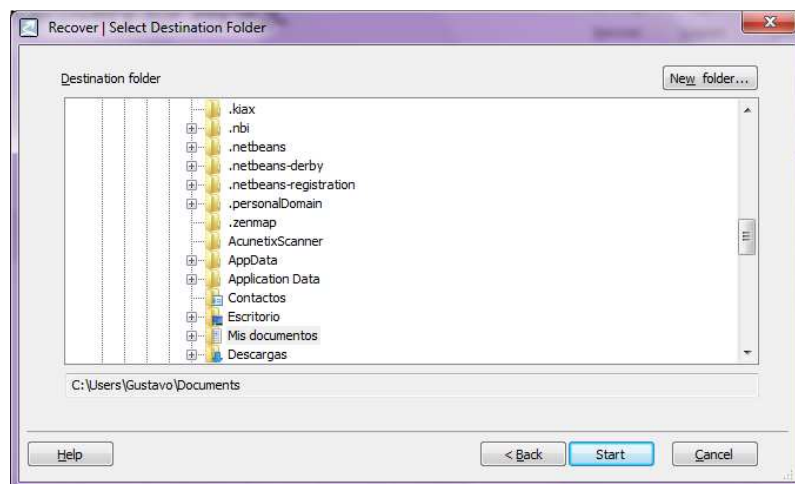 Recover | Select Destination Folder
Destination folder
New folder...
.kiax
.nbi
.netbeans
.netbeans-derby
.netbeans-registration
.personalDomain
.zenmap
AcunetixScanner
AppData
Application Data
Contactos
Escritorio
Mis documentos
Descargas
C:\Users\Gustavo\Documents
Help
< Back
Start
Cancel